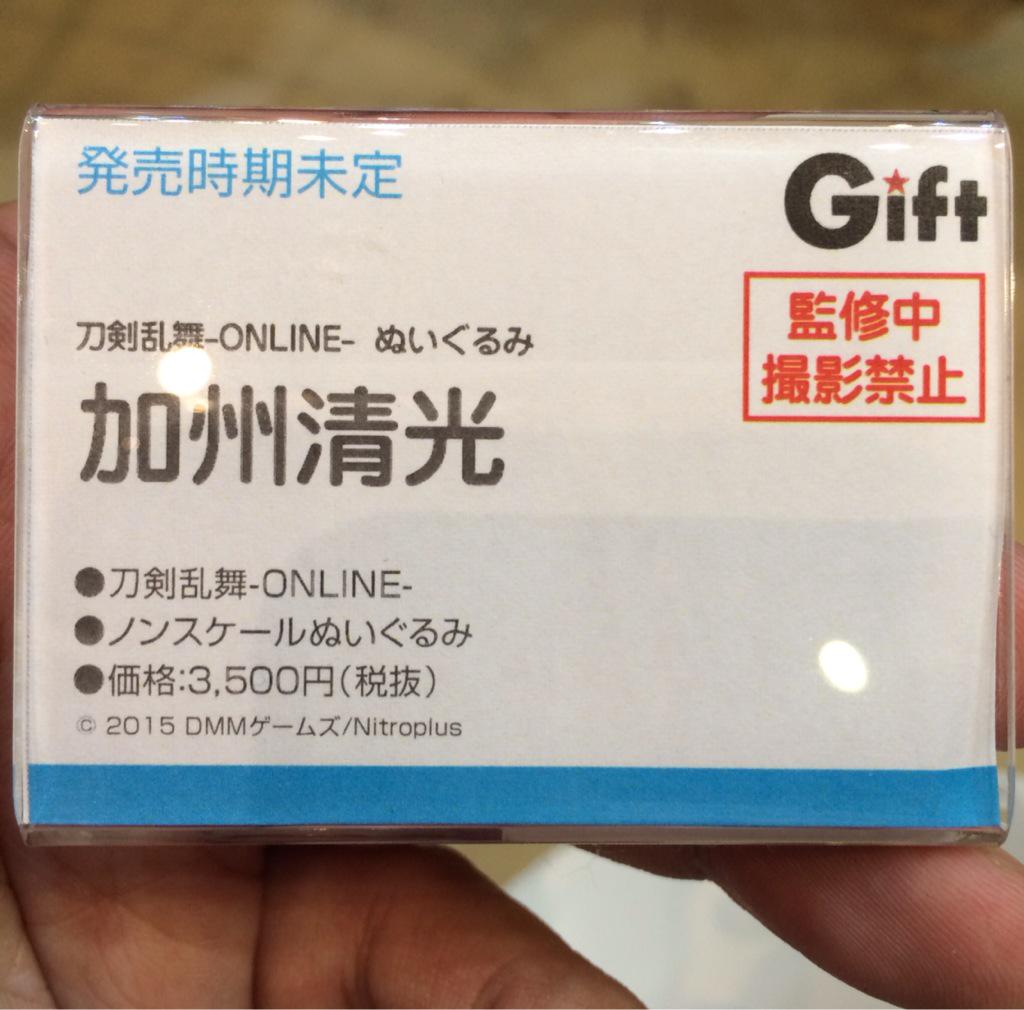 発売時期未定
Gift
監修中
撮影禁止
刀剣乱舞-ONLINE- ぬいぐるみ
加州清光
●刀剣乱舞-ONLINE-
●ノンスケールぬいぐるみ
●価格:3,500円(税抜)
© 2015 DMMゲームズ/Nitroplus